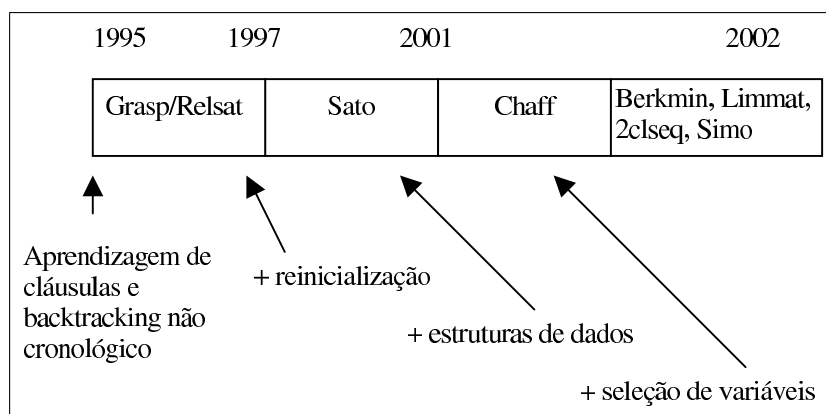 1995 1997 2001 2002
Grasp/Relsat Sato Chaff Berkmin, Limmat,
2clseq, Simo
Aprendizagem de
cláusulas e
backtracking não
cronológico
+ reinicialização
+ estruturas de dados
+ seleção de variáveis